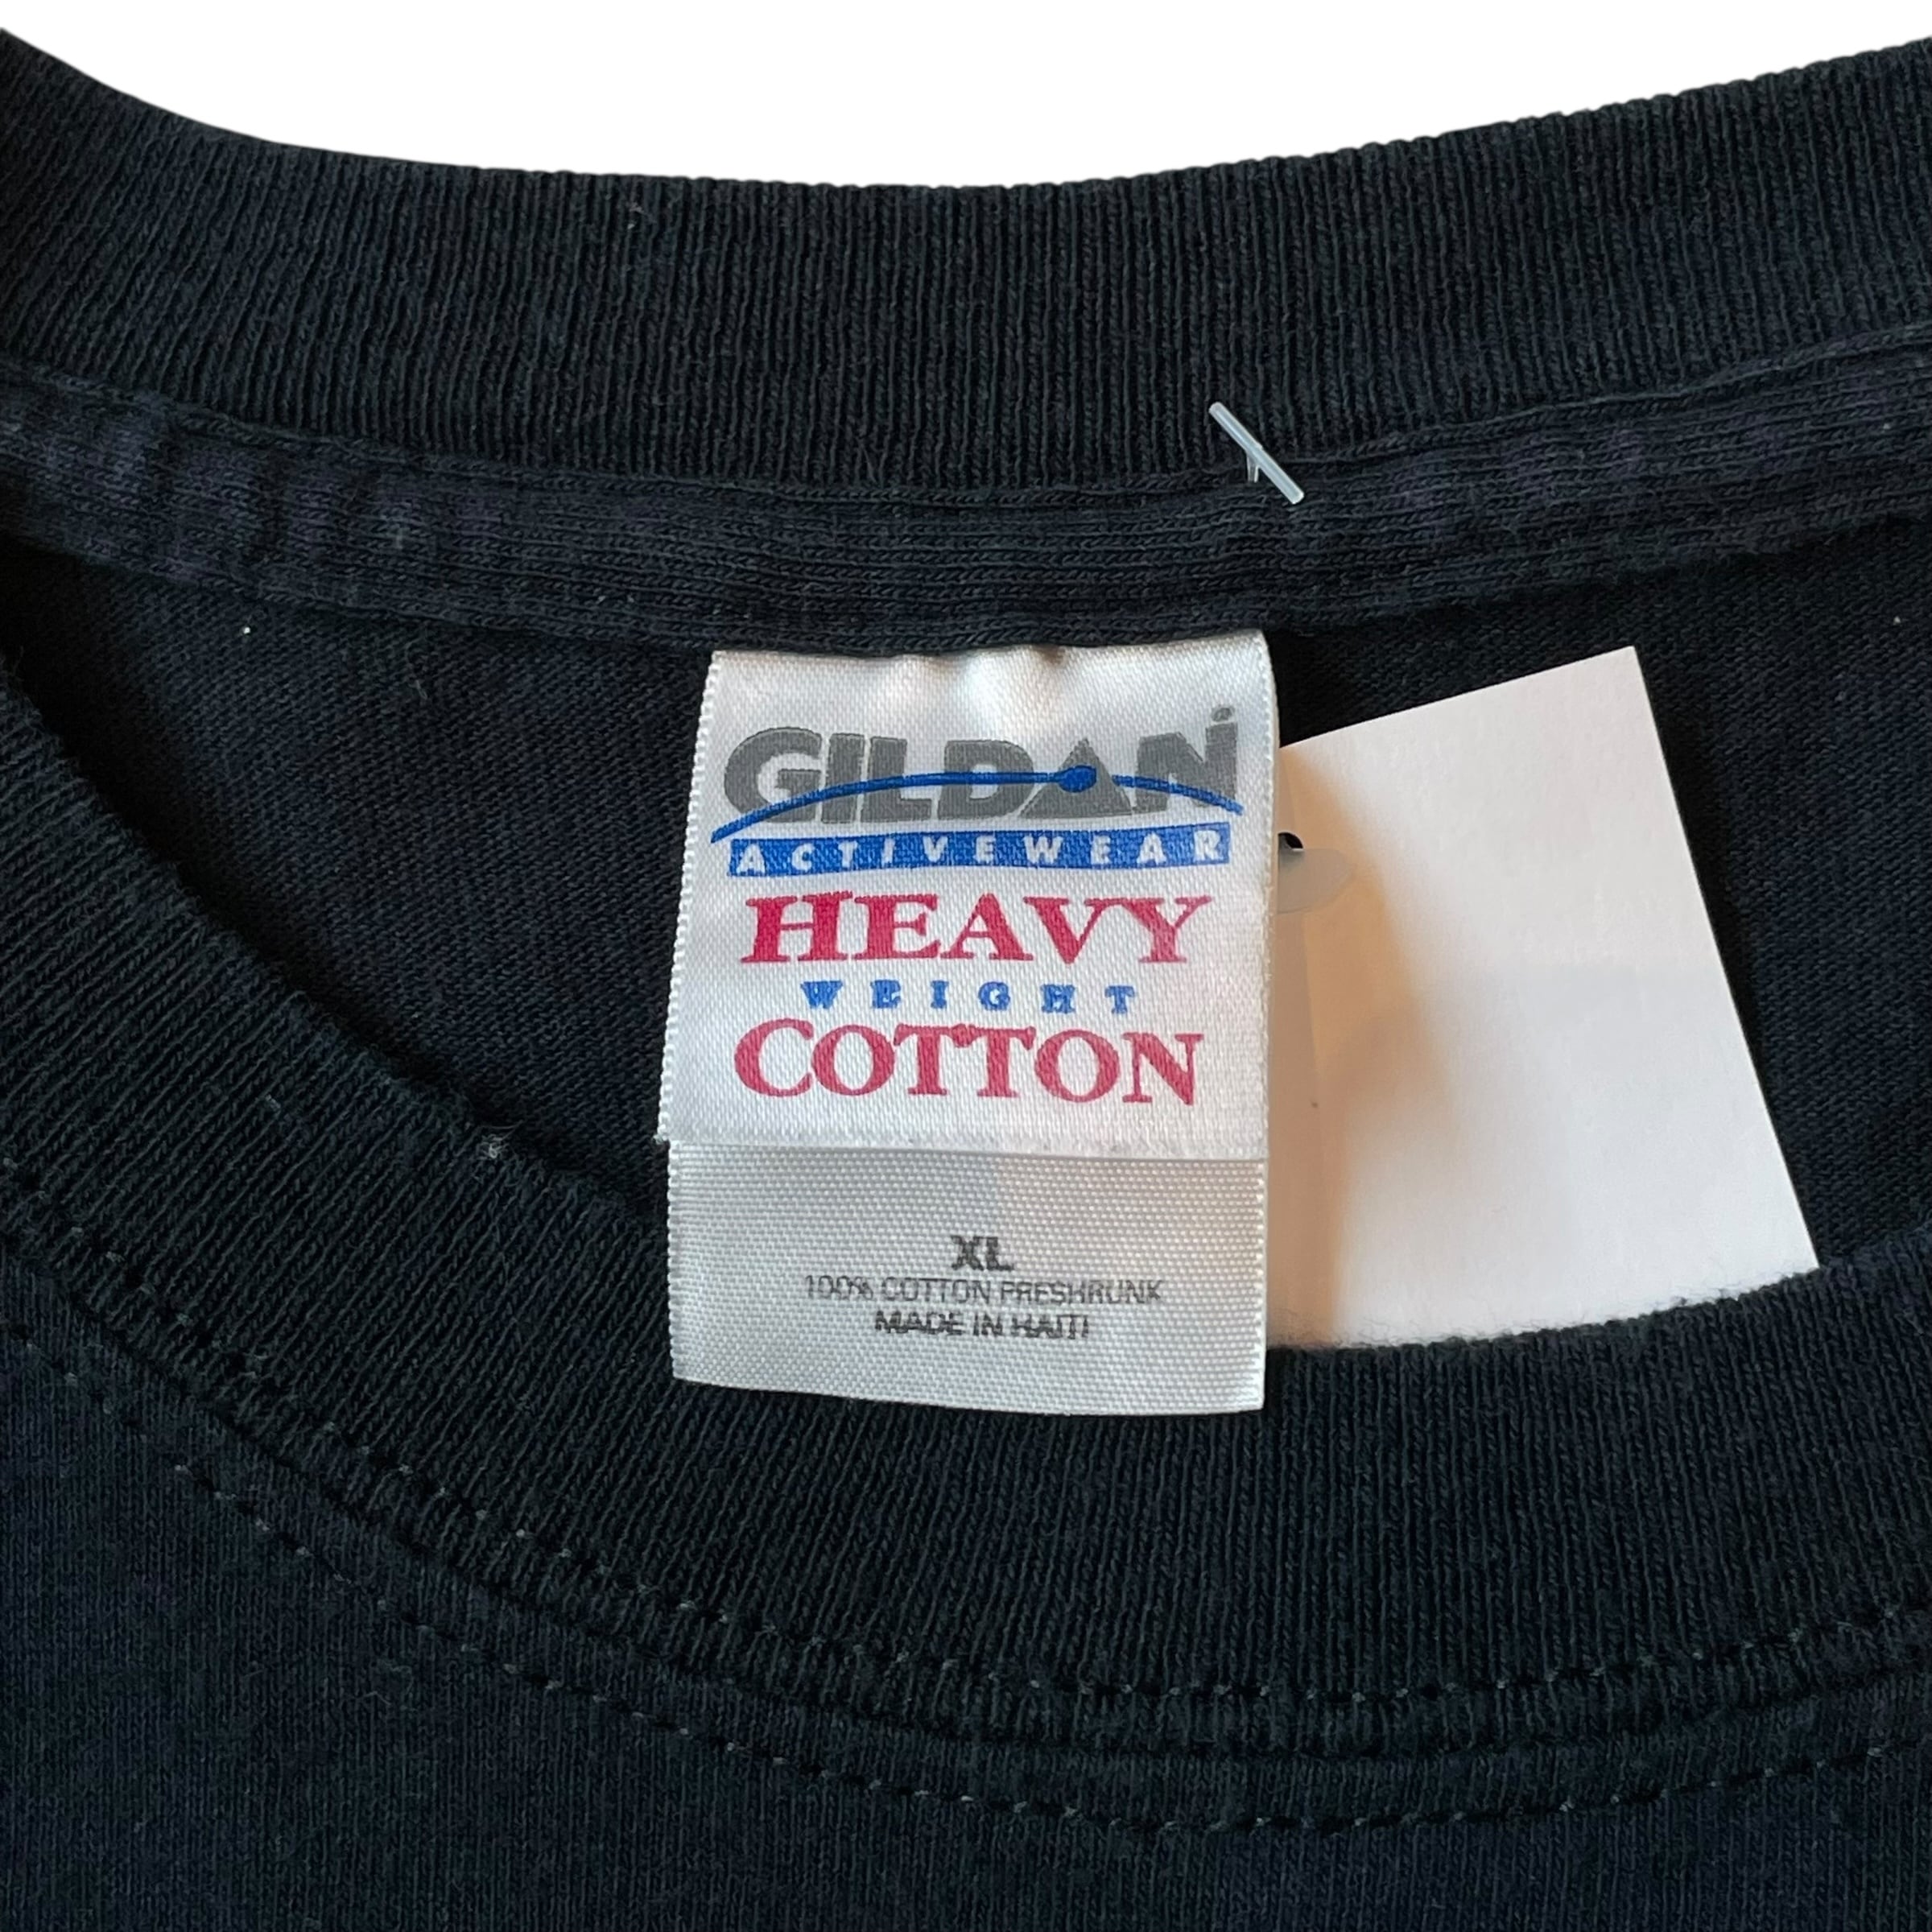 GILDAN
ACTIVEWEAR
HEAVY
WEIGHT
COTTON
XL
100% COTTON PRESHRUNK
MADE IN HAITI